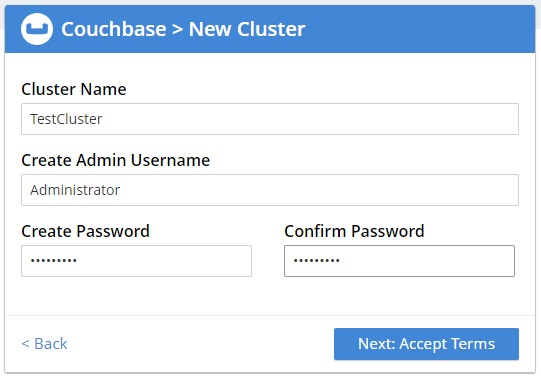 Couchbase > New Cluster
Cluster Name
TestCluster
Create Admin Username
Administrator
Create Password Confirm Password
••••••••• •••••••••
< Back Next: Accept Terms